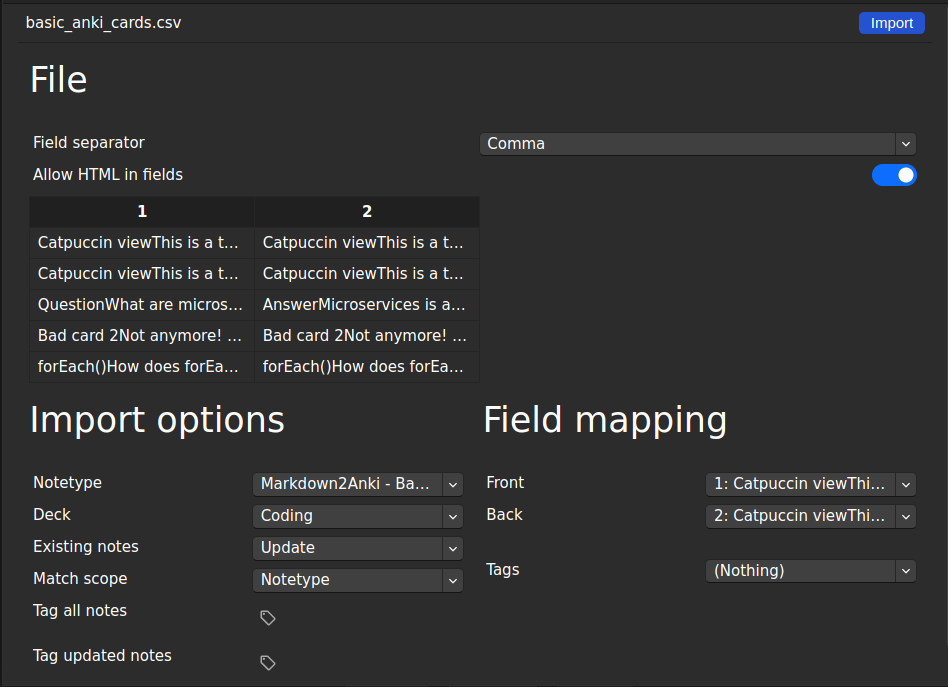 basic_anki_cards.csv Import
File
Field separator Comma
Allow HTML in fields
1 2
Catpuccin viewThis is a t... Catpuccin viewThis is a t...
Catpuccin viewThis is a t... Catpuccin viewThis is a t...
QuestionWhat are micros... AnswerMicroservices is a...
Bad card 2Not anymore! ... Bad card 2Not anymore! ...
forEach()How does forEa... forEach()How does forEa...
Import options
Notetype Markdown2Anki - Ba...
Deck Coding
Existing notes Update
Match scope Notetype
Tag all notes
Tag updated notes
Field mapping
Front 1: Catpuccin viewThi...
Back 2: Catpuccin viewThi...
Tags (Nothing)